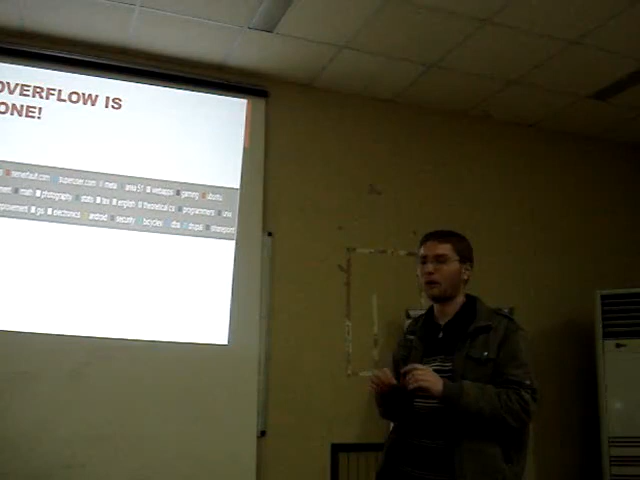 OVERFLOW IS
ONE!
serverfault.com superuser.com meta area 51 webapps gaming ubuntu
math photography stats tex english theoretical cs programmers unix
gis electronics android security bicycles dba drupal sharepoint